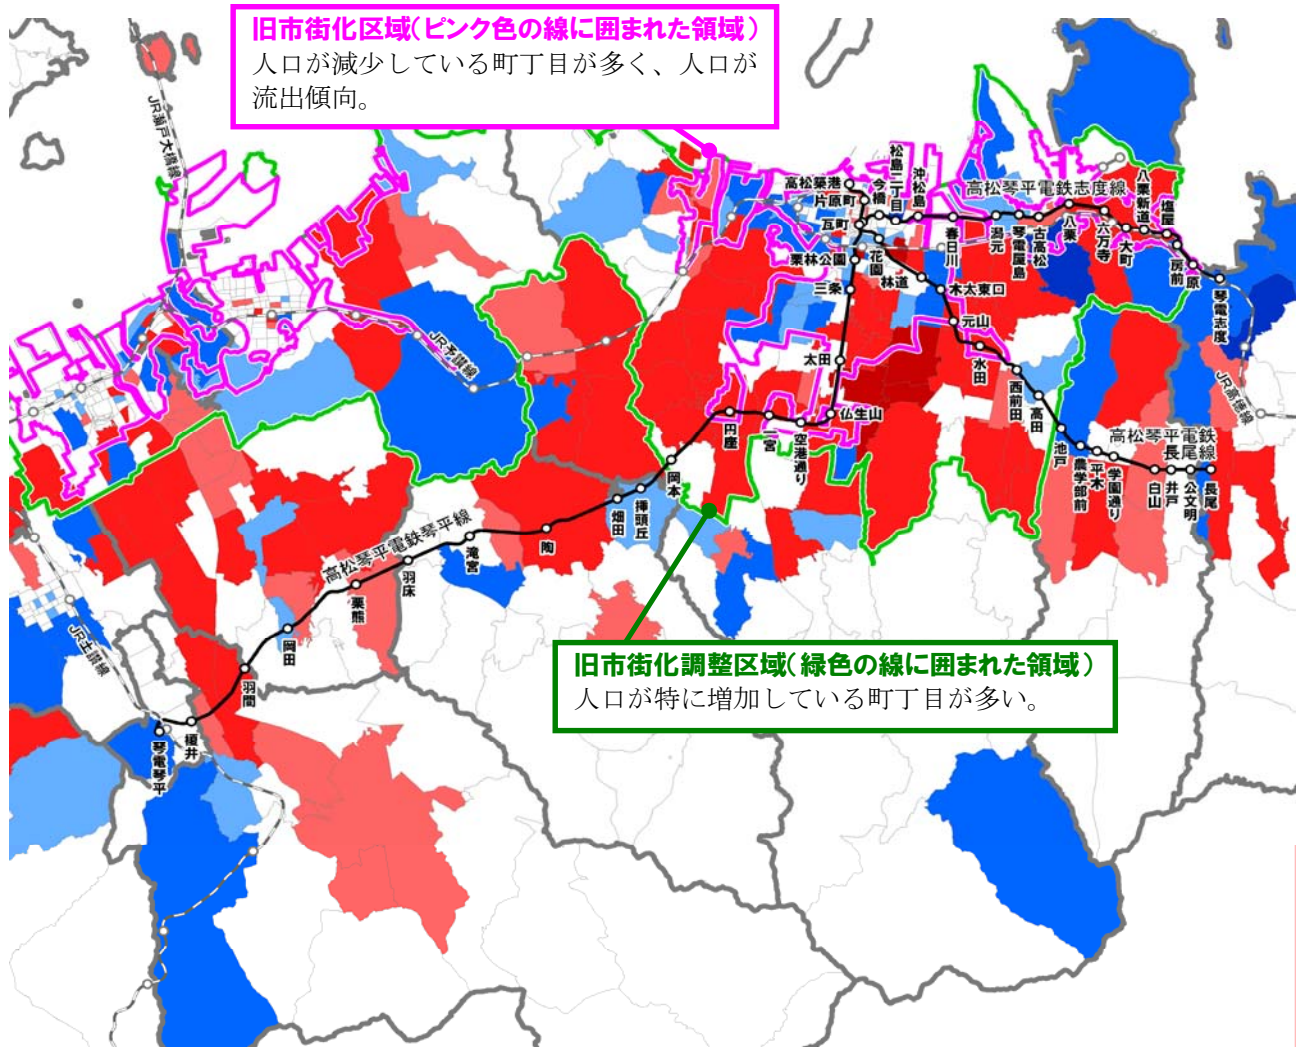 旧市街化区域(ピンク色の線に囲まれた領域)
人口が減少している町丁目が多く、人口が
流出傾向。
JR瀬戸大橋線
高松築港
片原町
瓦町
今橋
松島二丁目
沖松島
高松琴平電鉄志度線
八栗新道
塩屋
栗林公園
花園
春日川
潟元
琴電屋島
古高松
八栗
六万寺
大町
房前
原
琴電志度
三条
林道
木太東口
元山
JR予讃線
太田
水田
西前田
高田
JR高徳線
仏生山
円座
一宮
空港通り
高松琴平電鉄
長尾線
池戸
農学部前
平木
学園通り
白山
井戸
公文明
長尾
岡本
挿頭丘
畑田
陶
滝宮
高松琴平電鉄琴平線
羽床
栗熊
岡田
羽間
JR土讃線
榎井
琴電琴平
旧市街化調整区域(緑色の線に囲まれた領域)
人口が特に増加している町丁目が多い。